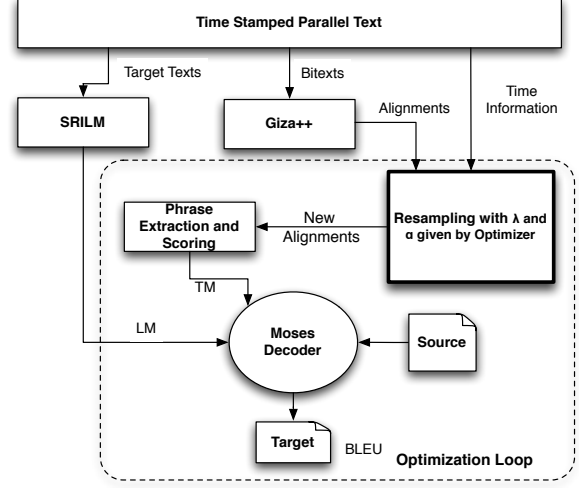 Time Stamped Parallel Text
Target Texts
Bitexts
Time
Information
SRILM
Giza++
Alignments
Resampling with λ and
α given by Optimizer
Phrase
Extraction and
Scoring
New
Alignments
TM
LM
Moses
Decoder
Source
Target
BLEU
Optimization Loop